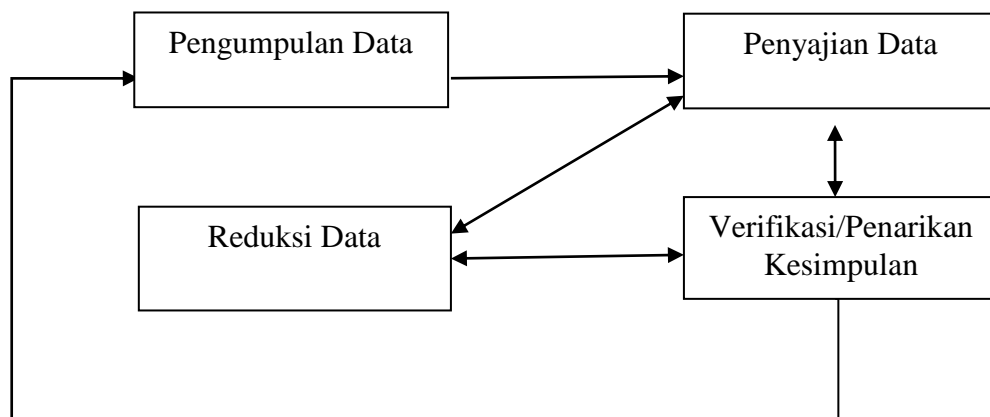 Pengumpulan Data
Penyajian Data
Reduksi Data
Verifikasi/Penarikan
Kesimpulan